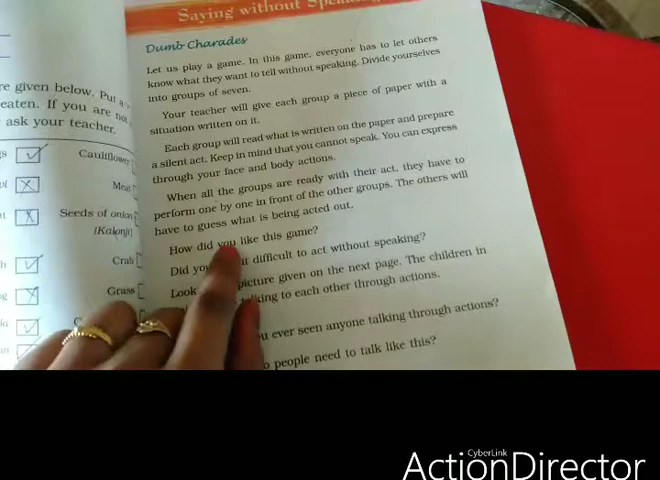 Saying without
Dumb Charades
Let us play a game. In this game, everyone has to let others
know what they want to tell without speaking. Divide yourselves
into groups of seven.
Your teacher will give each group a piece of paper with a
situation written on it.
Each group will read what is written on the paper and prepare
a silent act. Keep in mind that you cannot speak. You can express
through your face and body actions.
When all the groups are ready with their act, they have to
perform one by one in front of the other groups. The others will
have to guess what is being acted out.
How did you like this game?
Did difficult to act without speaking?
Look picture given on the next page. The children in
to each other through actions.
ever seen anyone talking through actions?
people need to talk like this?
given below. Put a
eaten. If you are not
ask your teacher.
Cauliflower
Meat
Seeds of onion
(Kalonji)
Crab
Grass
CyberLink
ActionDirector